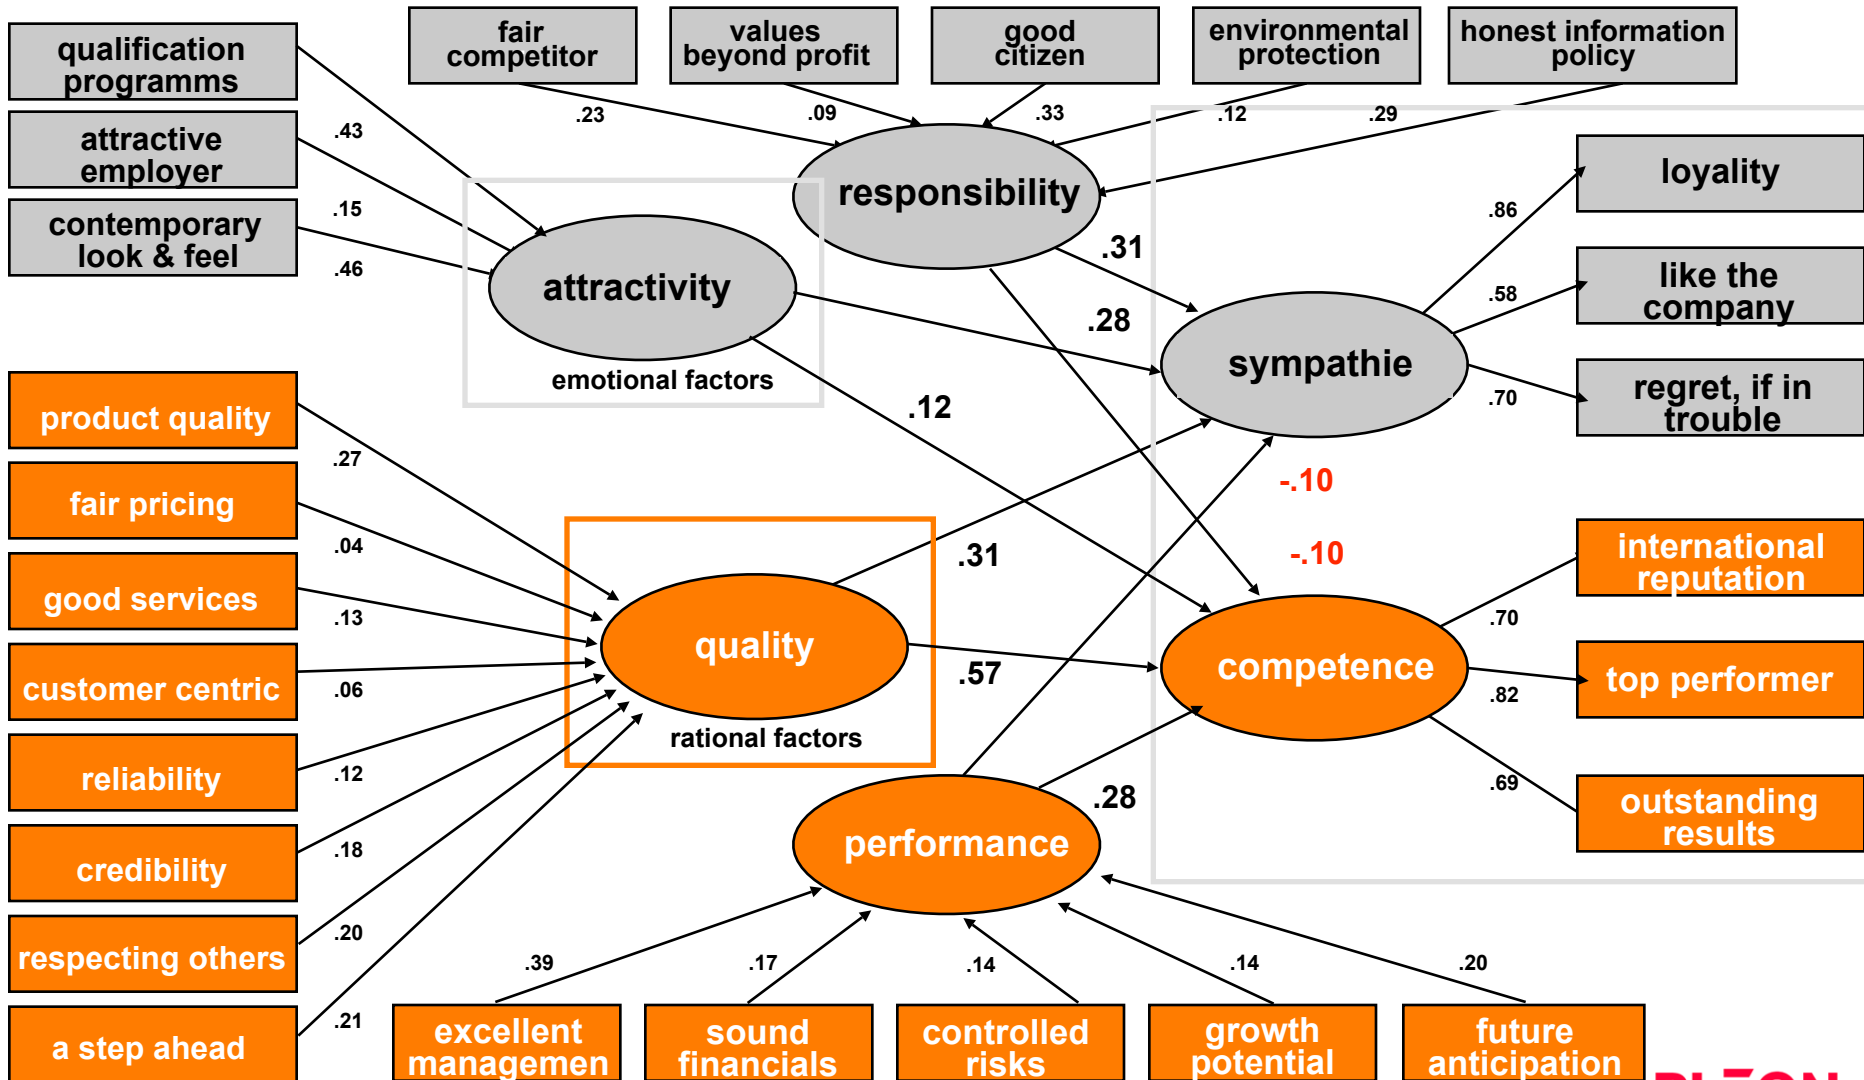 fair
competitor
values
beyond profit
good
citizen
environmental
protection
honest information
policy
qualification
programms
attractive
employer
contemporary
look & feel
.43
.15
.46
.23
.09
.33
.12
.29
responsibility
attractivity
emotional factors
.31
.28
.12
sympathie
.86
.58
.70
loyality
like the
company
regret, if in
trouble
product quality
fair pricing
good services
customer centric
reliability
credibility
respecting others
a step ahead
.27
.04
.13
.06
.12
.18
.20
.21
quality
rational factors
.31
.57
-.10
-.10
competence
.70
.82
.69
international
reputation
top performer
outstanding
results
performance
.28
.39
.17
.14
.14
.20
excellent
managemen
sound
financials
controlled
risks
growth
potential
future
anticipation